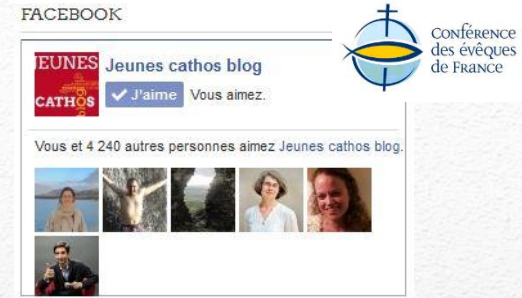 FACEBOOK
Conférence
des évêques
de France
JEUNES
CATHOS
Jeunes cathos blog
J'aime Vous aimez.
Vous et 4 240 autres personnes aimez Jeunes cathos blog.